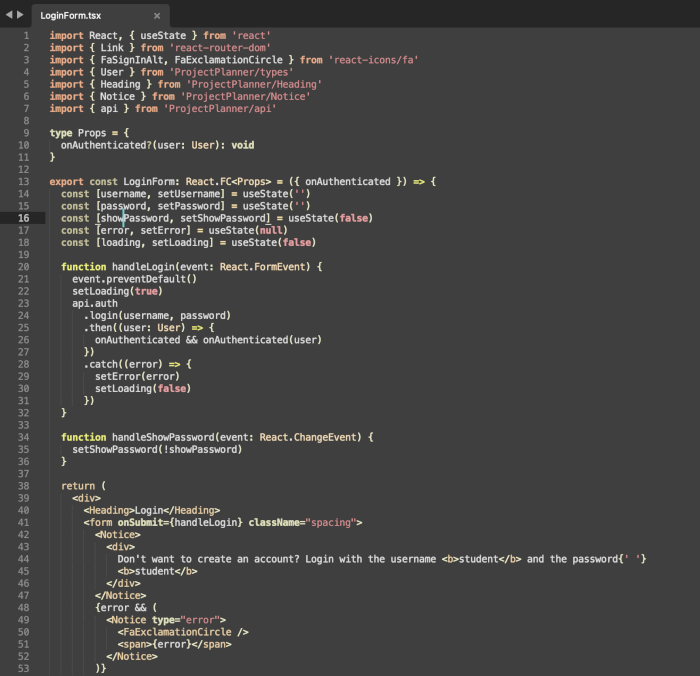 LoginForm.tsx ×
1 import React, { useState } from 'react'
2 import { Link } from 'react-router-dom'
3 import { FaSignInAlt, FaExclamationCircle } from 'react-icons/fa'
4 import { User } from 'ProjectPlanner/types'
5 import { Heading } from 'ProjectPlanner/Heading'
6 import { Notice } from 'ProjectPlanner/Notice'
7 import { api } from 'ProjectPlanner/api'
8
9 type Props = {
10   onAuthenticated?(user: User): void
11 }
12
13 export const LoginForm: React.FC<Props> = ({ onAuthenticated }) => {
14   const [username, setUsername] = useState('')
15   const [password, setPassword] = useState('')
16   const [showPassword, setShowPassword] = useState(false)
17   const [error, setError] = useState(null)
18   const [loading, setLoading] = useState(false)
19
20   function handleLogin(event: React.FormEvent) {
21     event.preventDefault()
22     setLoading(true)
23     api.auth
24       .login(username, password)
25       .then((user: User) => {
26         onAuthenticated && onAuthenticated(user)
27       })
28       .catch((error) => {
29         setError(error)
30         setLoading(false)
31       })
32   }
33
34   function handleShowPassword(event: React.ChangeEvent) {
35     setShowPassword(!showPassword)
36   }
37
38   return (
39     <div>
40       <Heading>Login</Heading>
41       <form onSubmit={handleLogin} className="spacing">
42         <Notice>
43           <div>
44             Don't want to create an account? Login with the username <b>student</b> and the password{' '}
45             <b>student</b>
46           </div>
47         </Notice>
48         {error && (
49           <Notice type="error">
50             <FaExclamationCircle />
51             <span>{error}</span>
52           </Notice>
53         )}